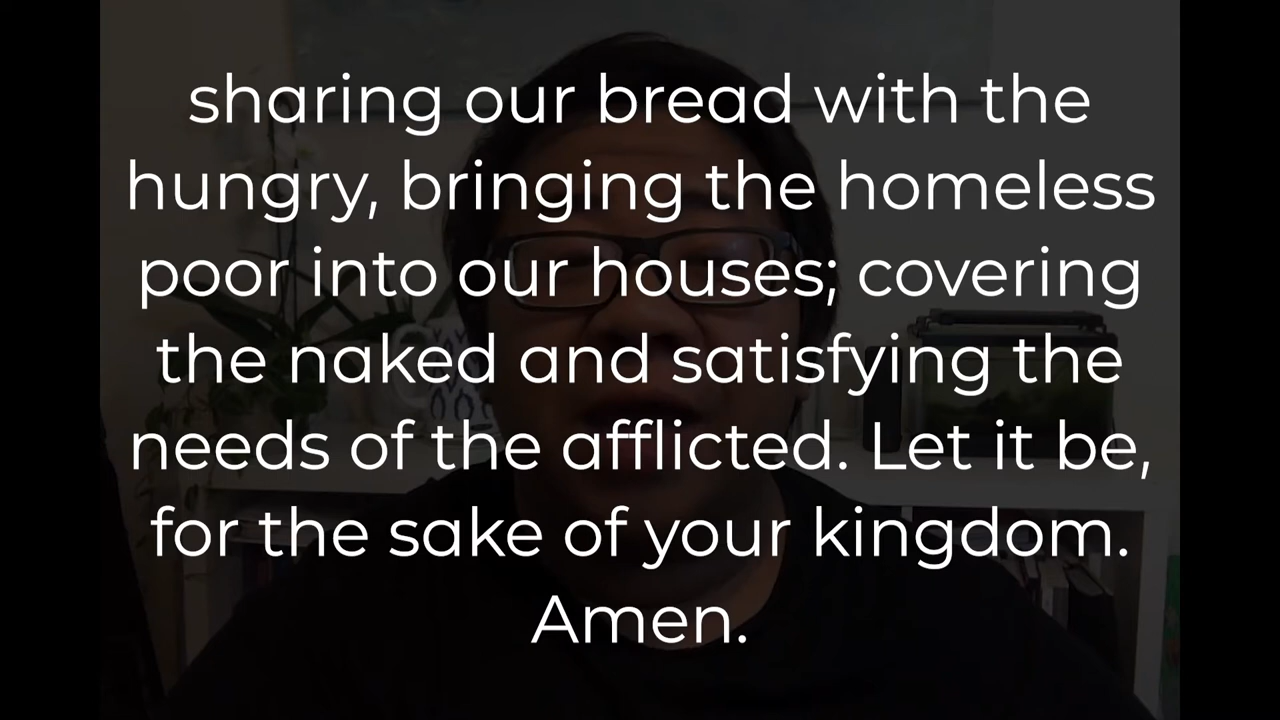 sharing our bread with the
hungry, bringing the homeless
poor into our houses; covering
the naked and satisfying the
needs of the afflicted. Let it be,
for the sake of your kingdom.
Amen.